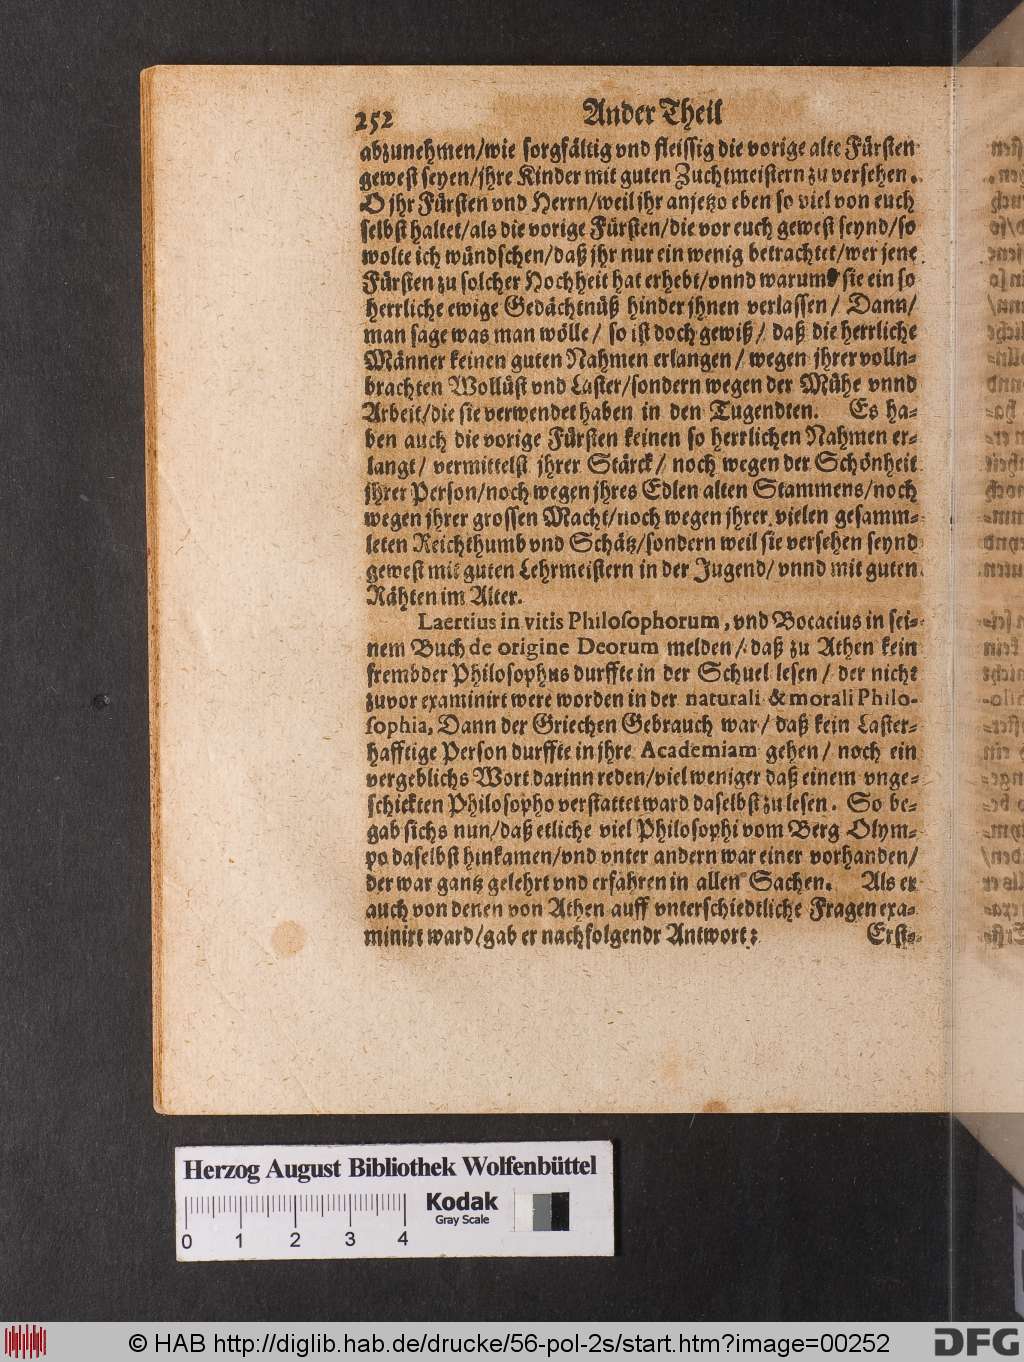 252 Ander Theil
abzunehmen/wie sorgfältig vnd fleissig die vorige alte Fürsten
gewest seyen/jhre Kinder mit guten Zuchtmeistern zu versehen.
O jhr Fürsten vnd Herrn/weil jhr anjetzo eben so viel von euch
selbst haltet/als die vorige Fürsten/die vor euch gewest seynd/so
wolte ich wündschen/daß jhr nur ein wenig betrachtet/wer jene
Fürsten zu solcher Hochheit hat erhebt/vnnd warumb sie ein so
herrliche ewige Gedächtnüß hinder jhnen verlassen/ Dann/
man sage was man wölle/ so ist doch gewiß/ daß die herrliche
Männer keinen guten Nahmen erlangen/ wegen jhrer volln-
brachten Wollüst vnd Laster/sondern wegen der Mühe vnnd
Arbeit/die sie verwendet haben in den Tugendten. Es ha-
ben auch die vorige Fürsten keinen so herrlichen Nahmen er-
langt/ vermittelst jhrer Stärck/ noch wegen der Schönheit
jhrer Person/noch wegen jhres Edlen alten Stammens/noch
wegen jhrer grossen Macht/noch wegen jhrer vielen gesamm-
leten Reichthumb vnd Schätz/sondern weil sie versehen seynd
gewest mit guten Lehrmeistern in der Jugend/ vnnd mit guten
Rähten im Alter.
Laertius in vitis Philosophorum, vnd Bocacius in sei-
nem Buch de origine Deorum melden/ daß zu Athen kein
frembder Philosophus durffte in der Schuel lesen/ der nicht
zuvor examinirt were worden in der naturali & morali Philo-
sophia, Dann der Griechen Gebrauch war/ daß kein Laster-
hafftige Person durffte in jhre Academiam gehen/ noch ein
vergeblichs Wort darinn reden/viel weniger daß einem vnge-
schickten Philosopho verstattet ward daselbst zu lesen. So be-
gab sichs nun/daß etliche viel Philosophi vom Berg Olym-
po daselbst hinkamen/vnd vnter andern war einer vorhanden/
der war gantz gelehrt vnd erfahren in allen Sachen. Als er
auch von denen von Athen auff vnterschiedtliche Fragen exa-
minirt ward/gab er nachfolgendr Antwort: Erst-
Herzog August Bibliothek Wolfenbüttel
0 1 2 3 4
Kodak
Gray Scale
© HAB http://diglib.hab.de/drucke/56-pol-2s/start.htm?image=00252
DFG